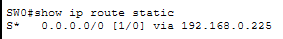 SW0#show ip route static
S*   0.0.0.0/0 [1/0] via 192.168.0.225